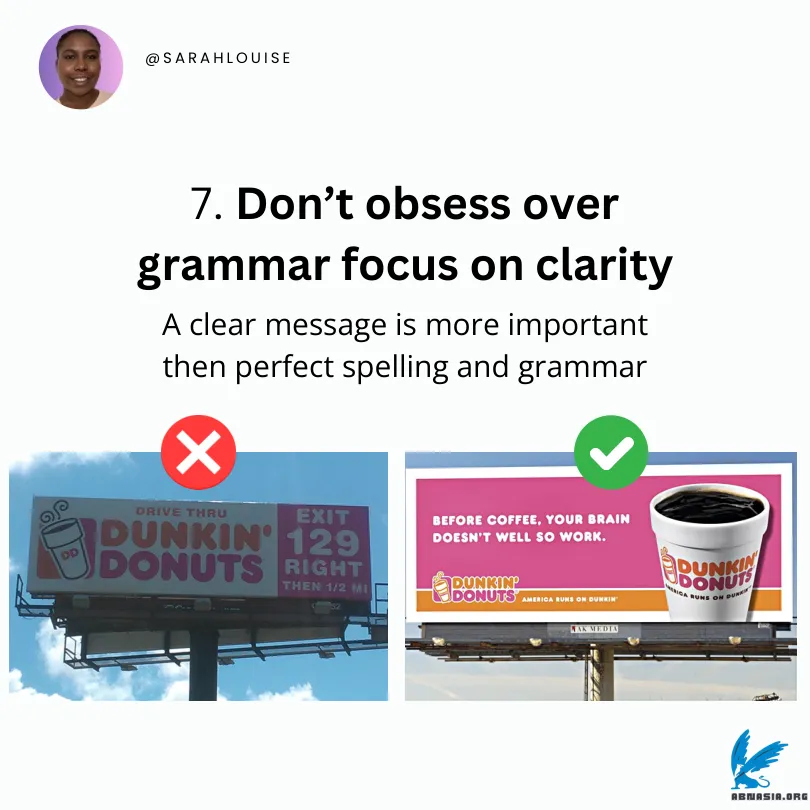 @SARAHLOUISE
7. Don’t obsess over
grammar focus on clarity
A clear message is more important
then perfect spelling and grammar
DRIVE THRU
DUNKIN'
DONUTS
DD
EXIT
129
RIGHT
THEN 1/2 MI
BEFORE COFFEE, YOUR BRAIN
DOESN'T WELL SO WORK.
DUNKIN'
DONUTS
AMERICA RUNS ON DUNKIN'
DUNKIN'
DONUTS
AMERICA RUNS ON DUNKIN'
AK MEDIA
ABNASIA.ORG